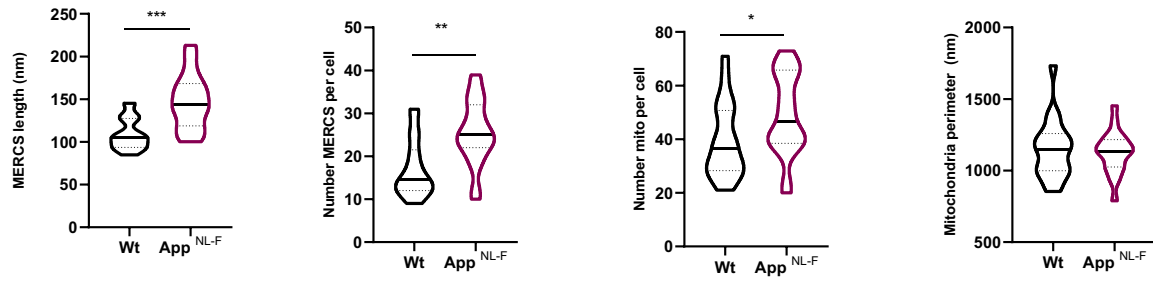 MERCS length (nm)
250
200
150
100
50
0
***
Wt
App NL-F
Number MERCS per cell
50
40
30
20
10
0
**
Wt
App NL-F
Number mito per cell
80
60
40
20
0
*
Wt
App NL-F
Mitochondria perimeter (nm)
2000
1500
1000
500
Wt
App NL-F